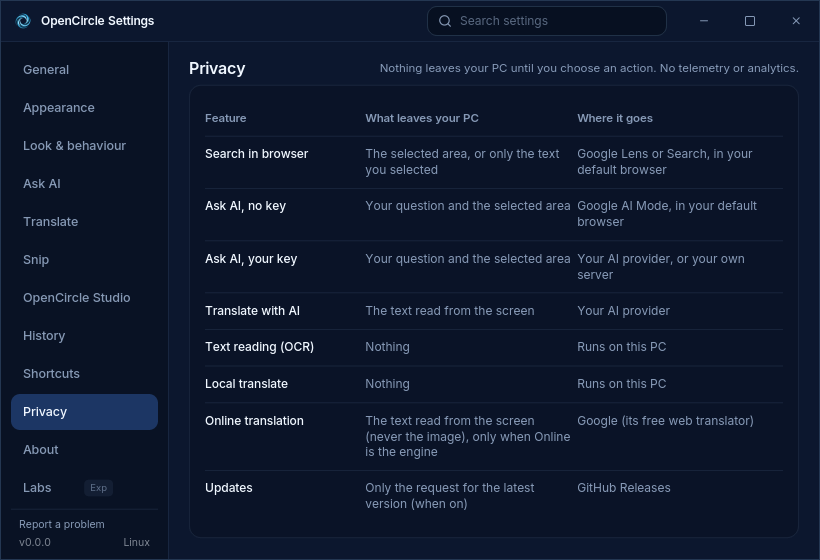 OpenCircle Settings
Search settings
General
Appearance
Look & behaviour
Ask AI
Translate
Snip
OpenCircle Studio
History
Shortcuts
Privacy
About
Labs Exp
Report a problem
v0.0.0 Linux
Privacy
Nothing leaves your PC until you choose an action. No telemetry or analytics.
Feature What leaves your PC Where it goes
Search in browser
The selected area, or only the text
you selected
Google Lens or Search, in your
default browser
Ask AI, no key
Your question and the selected area
Google AI Mode, in your default
browser
Ask AI, your key
Your question and the selected area
Your AI provider, or your own
server
Translate with AI
The text read from the screen
Your AI provider
Text reading (OCR)
Nothing
Runs on this PC
Local translate
Nothing
Runs on this PC
Online translation
The text read from the screen
(never the image), only when Online
is the engine
Google (its free web translator)
Updates
Only the request for the latest
version (when on)
GitHub Releases